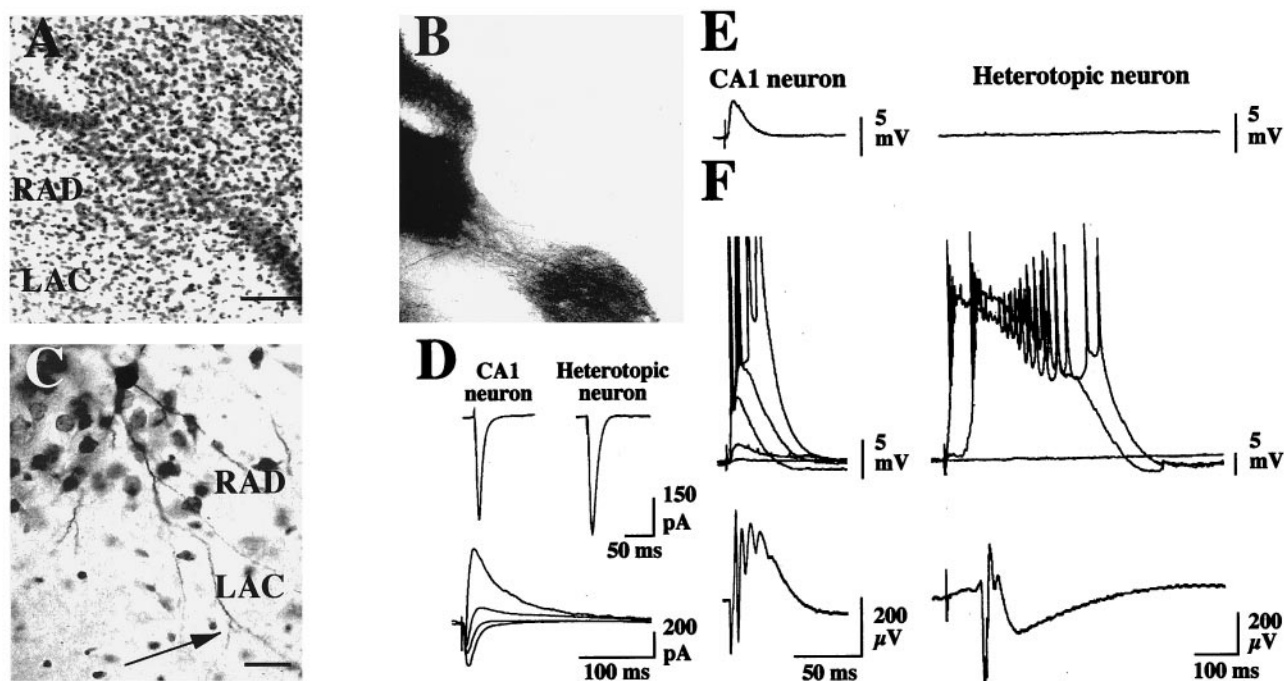 A
RAD
LAC
B
C
RAD
LAC
D
CA1
neuron
Heterotopic
neuron
150
pA
50 ms
200
pA
100 ms
E
CA1 neuron
Heterotopic neuron
5
mV
5
mV
F
5
mV
5
mV
200
µV
50 ms
200
µV
100 ms